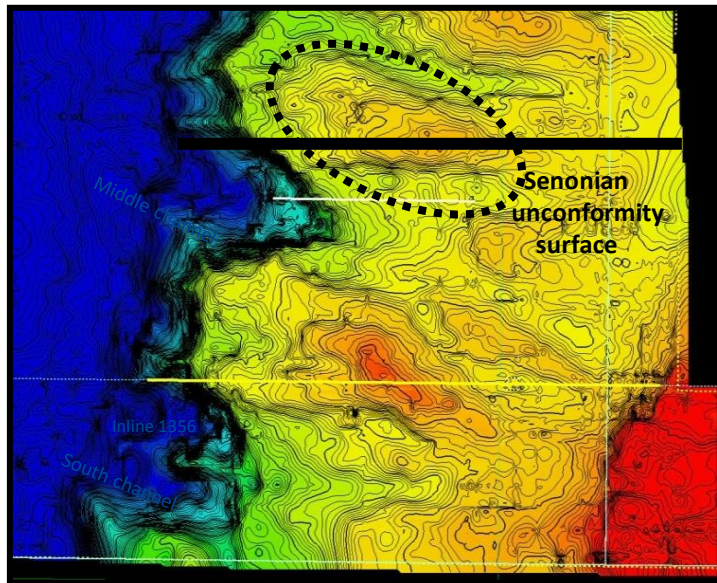 Middle c
Senonian
unconformity
surface
Inline 1356
South channel